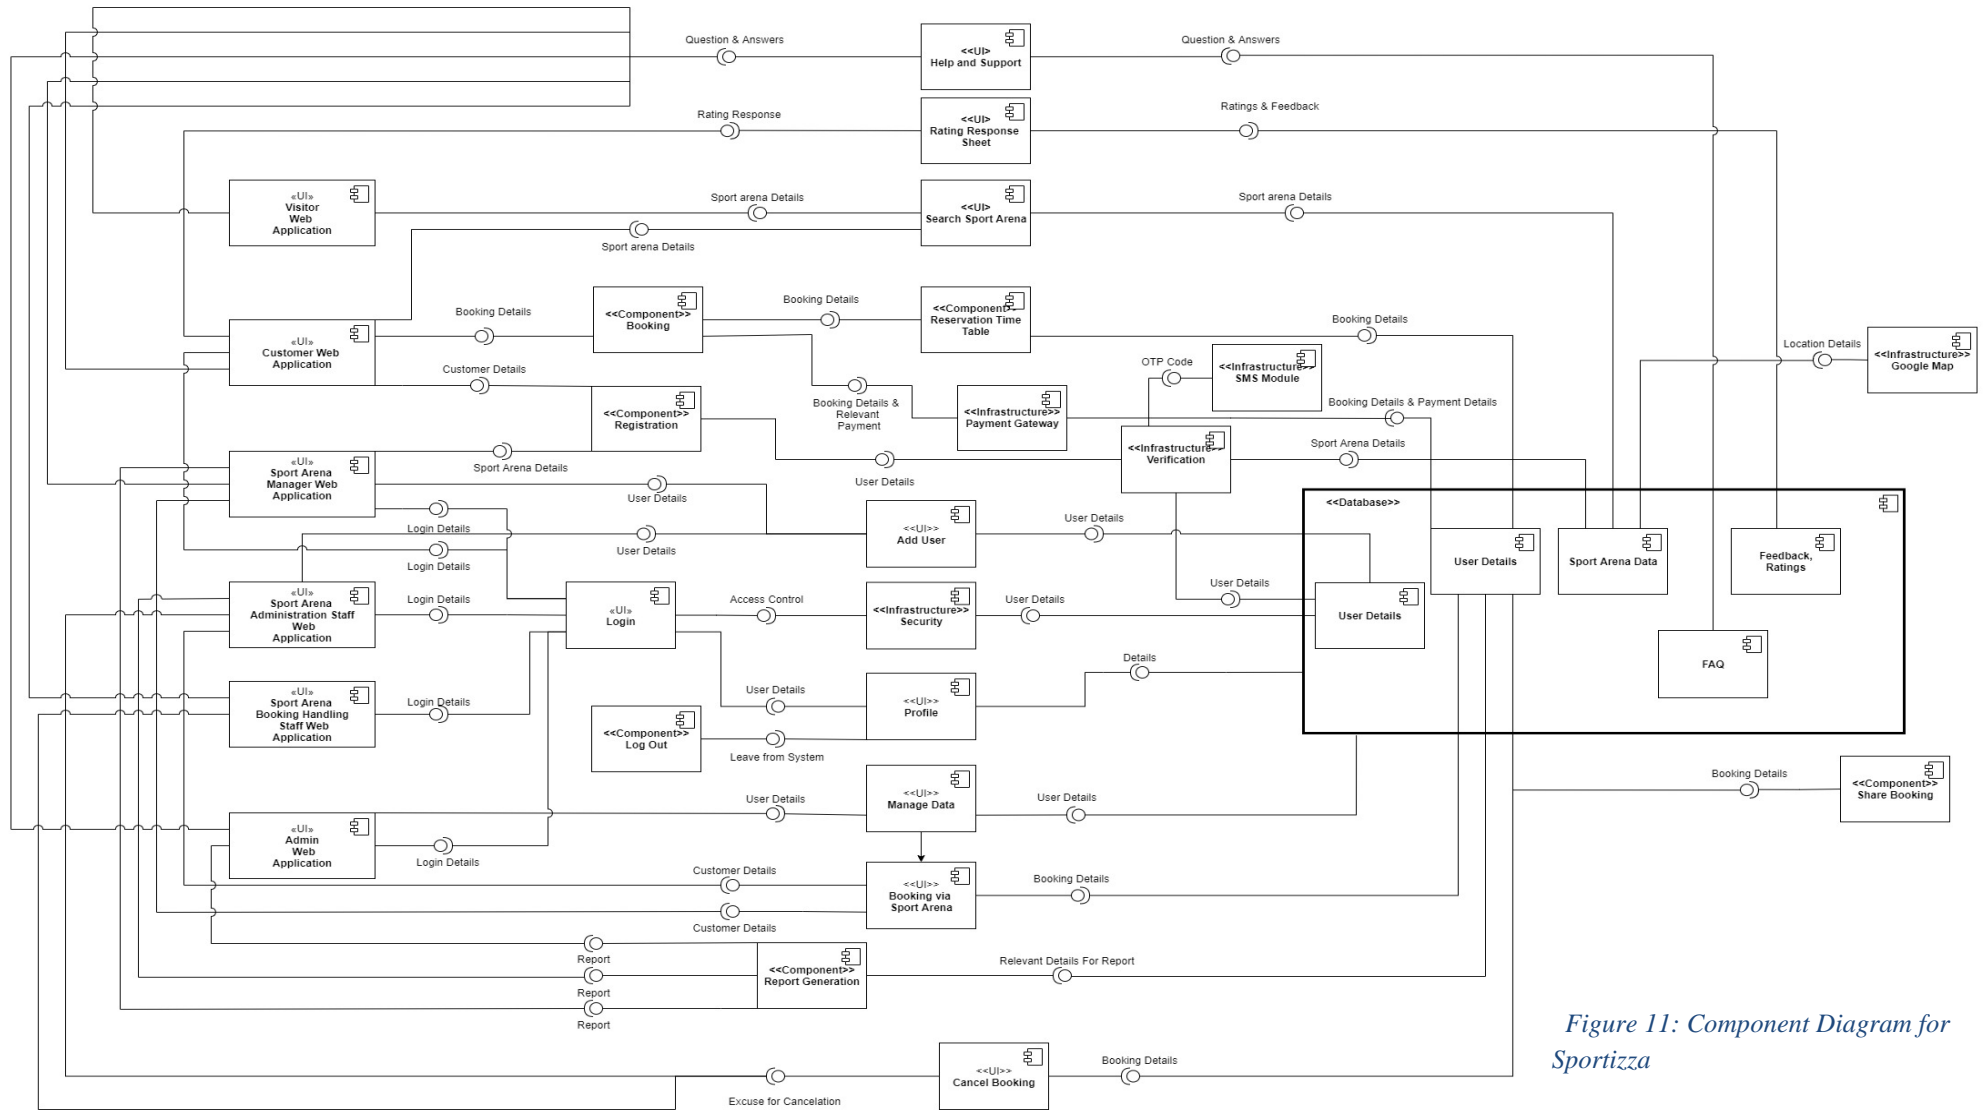 Question & Answers
Question & Answers
<<UI>
Help and Support
Rating Response
Ratings & Feedback
<<UI>
Rating Response
Sheet
«UI»
Visitor
Web
Application
Sport arena Details
<<UI>
Search Sport Arena
Sport arena Details
Sport arena Details
Booking Details
<<Component>>
Booking
Booking Details
<<Component>
Reservation Time
Table
Booking Details
«UI»
Customer Web
Application
Customer Details
OTP Code
<<Infrastructure>
SMS Module
Location Details
<<Infrastructure>>
Google Map
<<Component>>
Registration
Booking Details &
Relevant
Payment
<<Infrastructure>>
Payment Gateway
Booking Details & Payment Details
«UI»
Sport Arena
Manager Web
Application
Sport Arena Details
User Details
<<Infrastructure>
Verification
Sport Arena Details
User Details
Login Details
User Details
Login Details
<<UI>>
Add User
User Details
<<Database>>
User Details
Sport Arena Data
Feedback,
Ratings
«UI»
Sport Arena
Administration Staff
Web
Application
Login Details
«UI»
Login
Access Control
<<Infrastructure>>
Security
User Details
User Details
User Details
FAQ
«UI»
Sport Arena
Booking Handling
Staff Web
Application
Login Details
<<Component>>
Log Out
User Details
Leave from System
<<UI>>
Profile
Details
«UI»
Admin
Web
Application
Login Details
User Details
<<UI>>
Manage Data
User Details
Booking Details
<<Component>>
Share Booking
Customer Details
Customer Details
<<UI>>
Booking via
Sport Arena
Booking Details
Report
Report
Report
<<Component>>
Report Generation
Relevant Details For Report
Excuse for Cancelation
<<UI>>
Cancel Booking
Booking Details
Figure 11: Component Diagram for
Sportizza